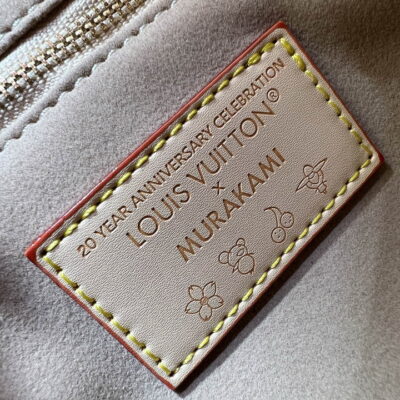 20 YEAR ANNIVERSARY CELEBRATION
LOUIS VUITTON®
×
MURAKAMI